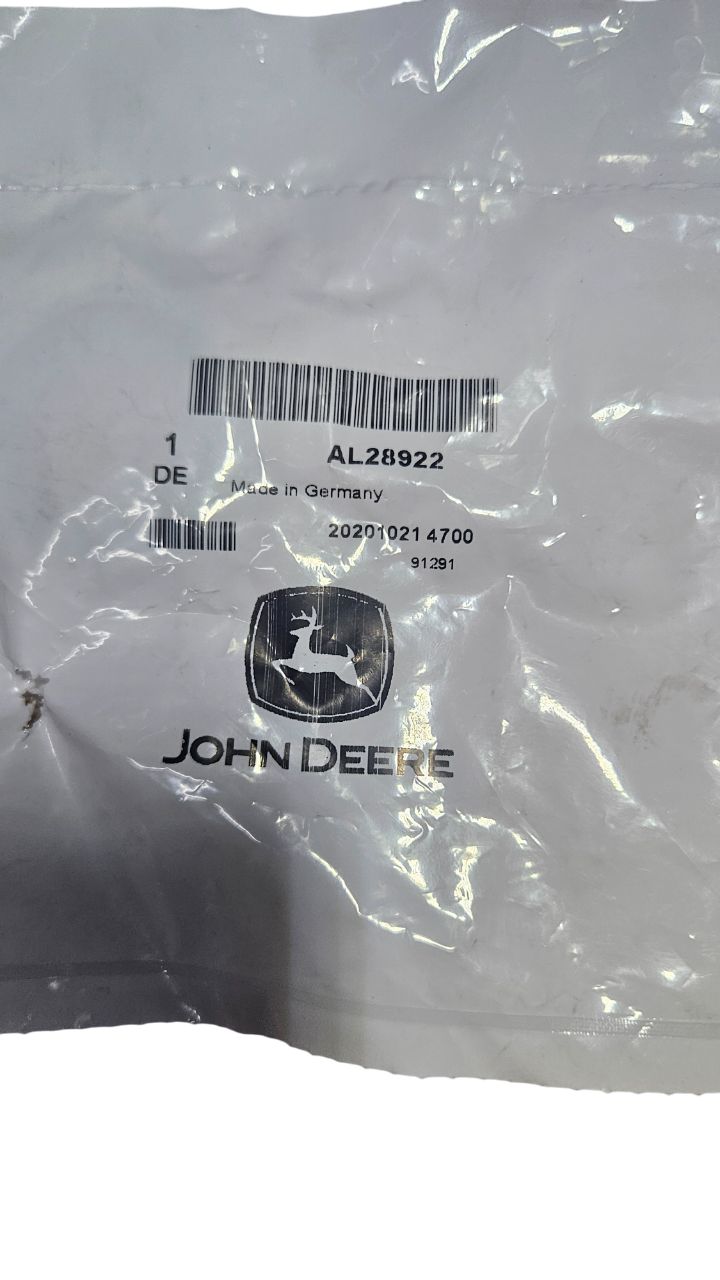 1
AL28922
DE
Made in Germany
20201021 4700
91291
JOHN DEERE